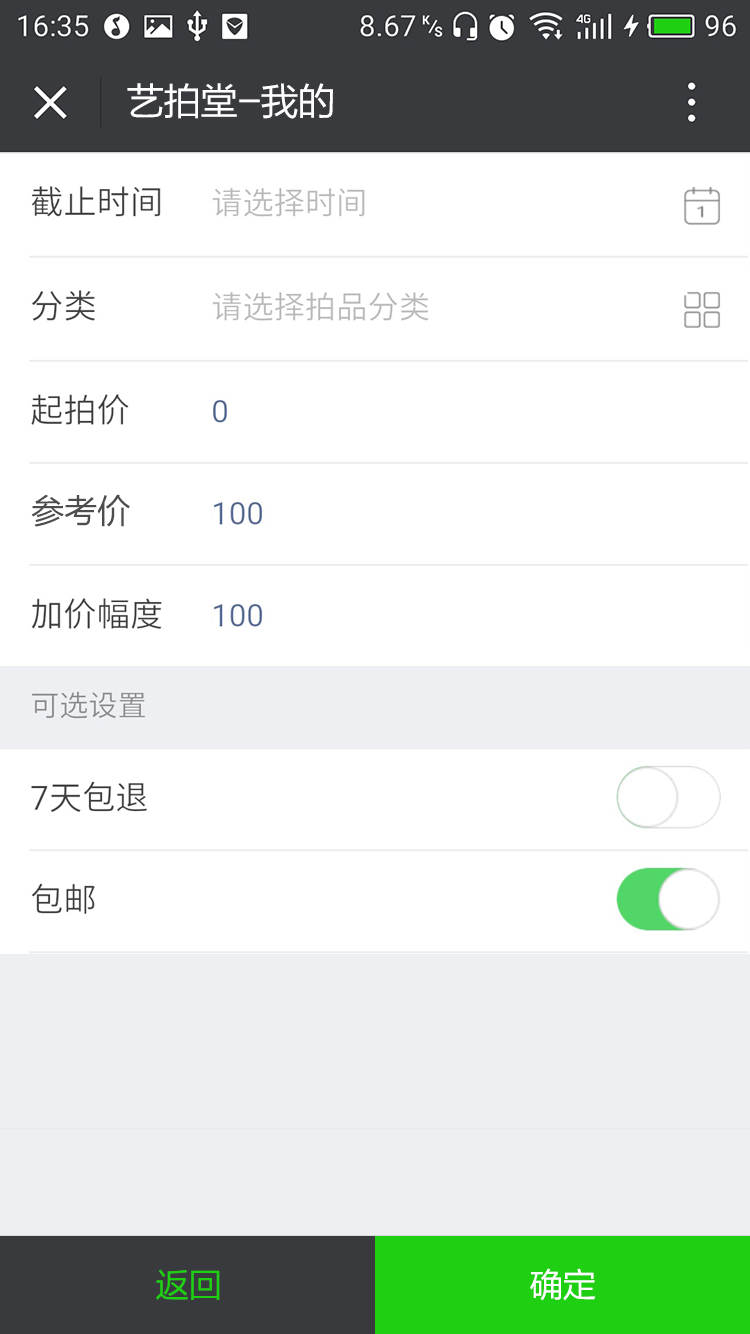 16:35 8.67 K/s 4G 96
艺拍堂–我的
截止时间 请选择时间 1
分类 请选择拍品分类
起拍价 0
参考价 100
加价幅度 100
可选设置
7天包退
包邮
返回 确定